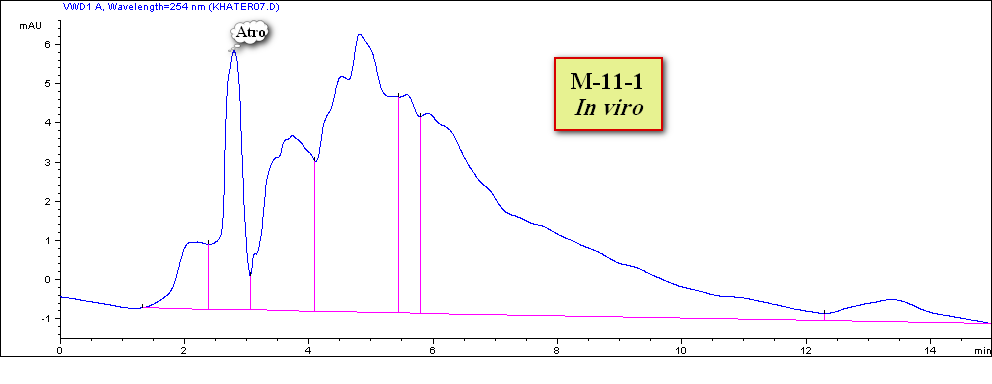 VWD1 A, Wavelength=254 nm (KHATER07.D)
mAU
Atro
M-11-1
In viro
6
5
4
3
2
1
0
-1
0 2 4 6 8 10 12 14 min